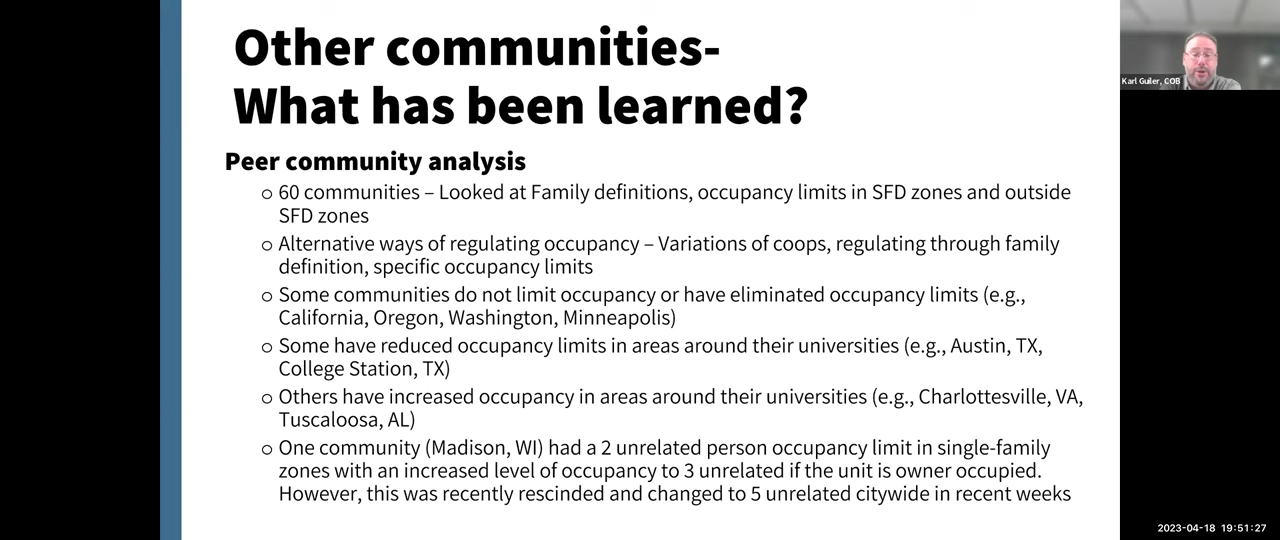 Other communities-
What has been learned?
Peer community analysis
o 60 communities – Looked at Family definitions, occupancy limits in SFD zones and outside
SFD zones
o Alternative ways of regulating occupancy – Variations of coops, regulating through family
definition, specific occupancy limits
o Some communities do not limit occupancy or have eliminated occupancy limits (e.g.,
California, Oregon, Washington, Minneapolis)
o Some have reduced occupancy limits in areas around their universities (e.g., Austin, TX,
College Station, TX)
o Others have increased occupancy in areas around their universities (e.g., Charlottesville, VA,
Tuscaloosa, AL)
o One community (Madison, WI) had a 2 unrelated person occupancy limit in single-family
zones with an increased level of occupancy to 3 unrelated if the unit is owner occupied.
However, this was recently rescinded and changed to 5 unrelated citywide in recent weeks
Karl Guiler, COB
2023-04-18 19:51:27